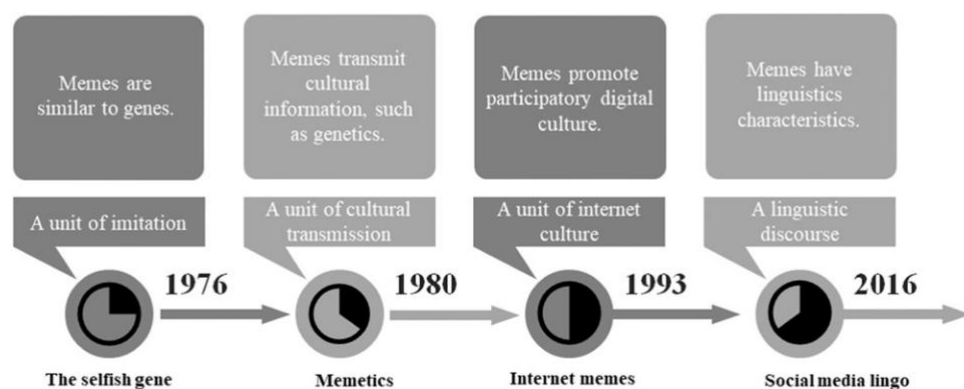 Memes are
similar to genes.
Memes transmit
cultural
information, such
as genetics.
Memes promote
participatory digital
culture.
Memes have
linguistics
characteristics.
A unit of imitation
A unit of cultural
transmission
A unit of internet
culture
A linguistic
discourse
1976
1980
1993
2016
The selfish gene
Memetics
Internet memes
Social media lingo